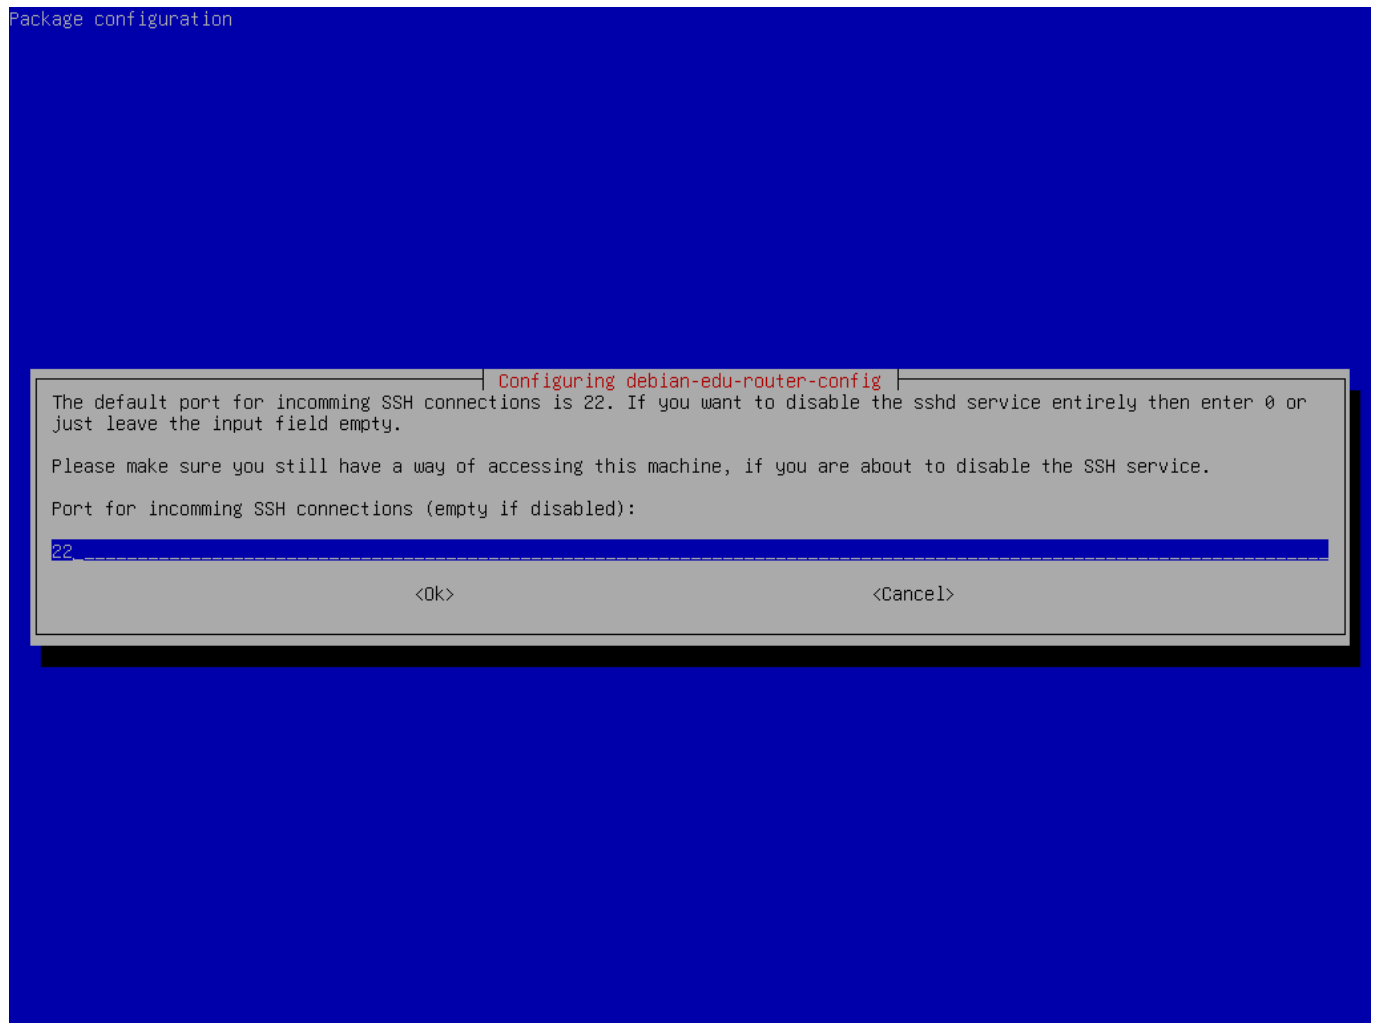 Package configuration
Configuring debian-edu-router-config
The default port for incomming SSH connections is 22. If you want to disable the sshd service entirely then enter 0 or
just leave the input field empty.
Please make sure you still have a way of accessing this machine, if you are about to disable the SSH service.
Port for incomming SSH connections (empty if disabled):
22
<Ok> <Cancel>